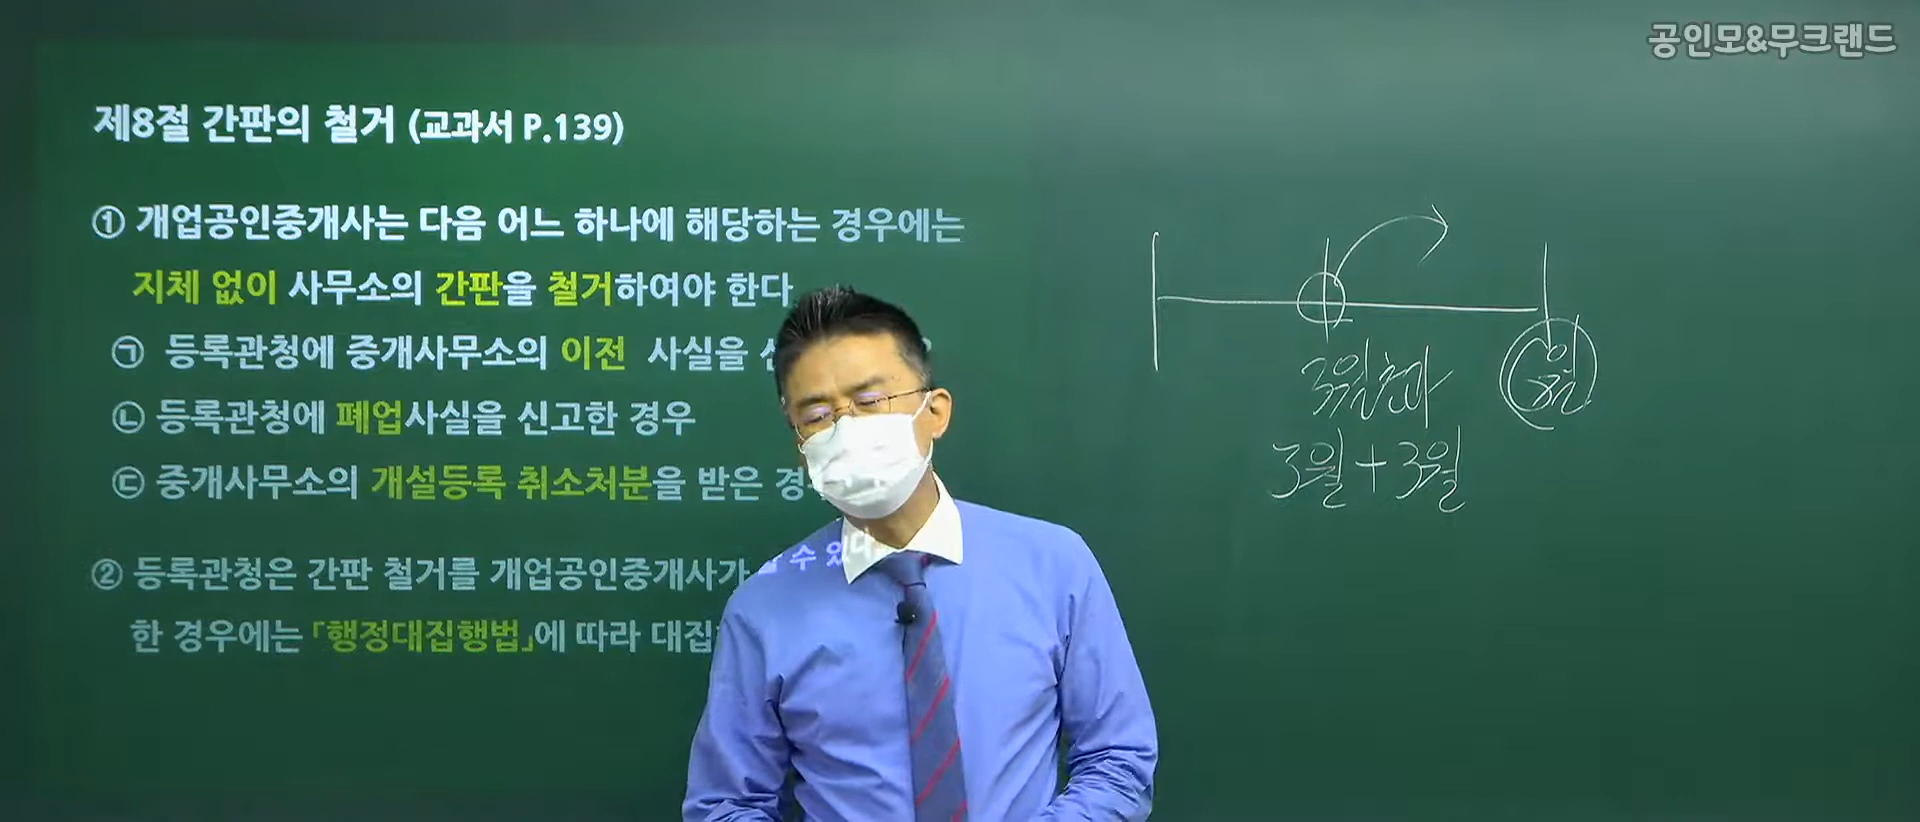 공인모&무크랜드
제8절 간판의 철거 (교과서 P.139)
① 개업공인중개사는 다음 어느 하나에 해당하는 경우에는
지체 없이 사무소의 간판을 철거하여야 한다
㉠ 등록관청에 중개사무소의 이전 사실을
㉡ 등록관청에 폐업사실을 신고한 경우
㉢ 중개사무소의 개설등록 취소처분을 받은
② 등록관청은 간판 철거를 개업공인중개사가 수 있다
한 경우에는 「행정대집행법」에 따라
3월초과
3월+3월